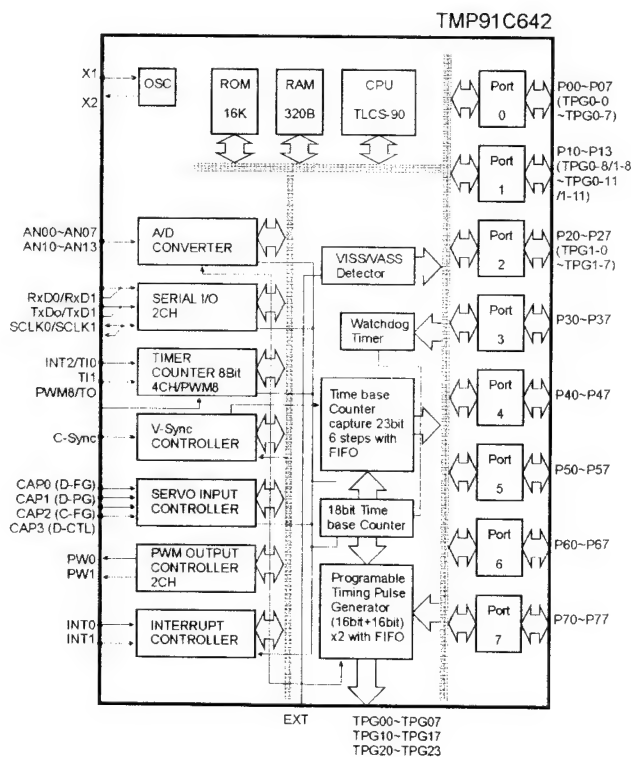 TMP91C642
X1
X2
OSC
ROM
16K
RAM
320B
CPU
TLCS-90
Port
0
P00~P07
(TPG0-0
~TPG0-7)
Port
1
P10~P13
(TPG0-8/1-8
~TPG0-11
/1-11)
AN00~AN07
AN10~AN13
A/D
CONVERTER
VISS/VASS
Detector
Port
2
P20~P27
(TPG1-0
~TPG1-7)
RxD0/RxD1
TxDo/TxD1
SCLK0/SCLK1
SERIAL I/O
2CH
Watchdog
Timer
Port
3
P30~P37
INT2/TI0
TI1
PWM8/TO
TIMER
COUNTER 8Bit
4CH/PWM8
Time base
Counter
capture 23bit
6 steps with
FIFO
Port
4
P40~P47
C-Sync
V-Sync
CONTROLLER
Port
5
P50~P57
CAP0 (D-FG)
CAP1 (D-PG)
CAP2 (C-FG)
CAP3 (D-CTL)
SERVO INPUT
CONTROLLER
18bit Time
base Counter
Port
6
P60~P67
PW0
PW1
PWM OUTPUT
CONTROLLER
2CH
Programable
Timing Pulse
Generator
(16bit+16bit)
x2 with FIFO
Port
7
P70~P77
INT0
INT1
INTERRUPT
CONTROLLER
EXT
TPG00~TPG07
TPG10~TPG17
TPG20~TPG23